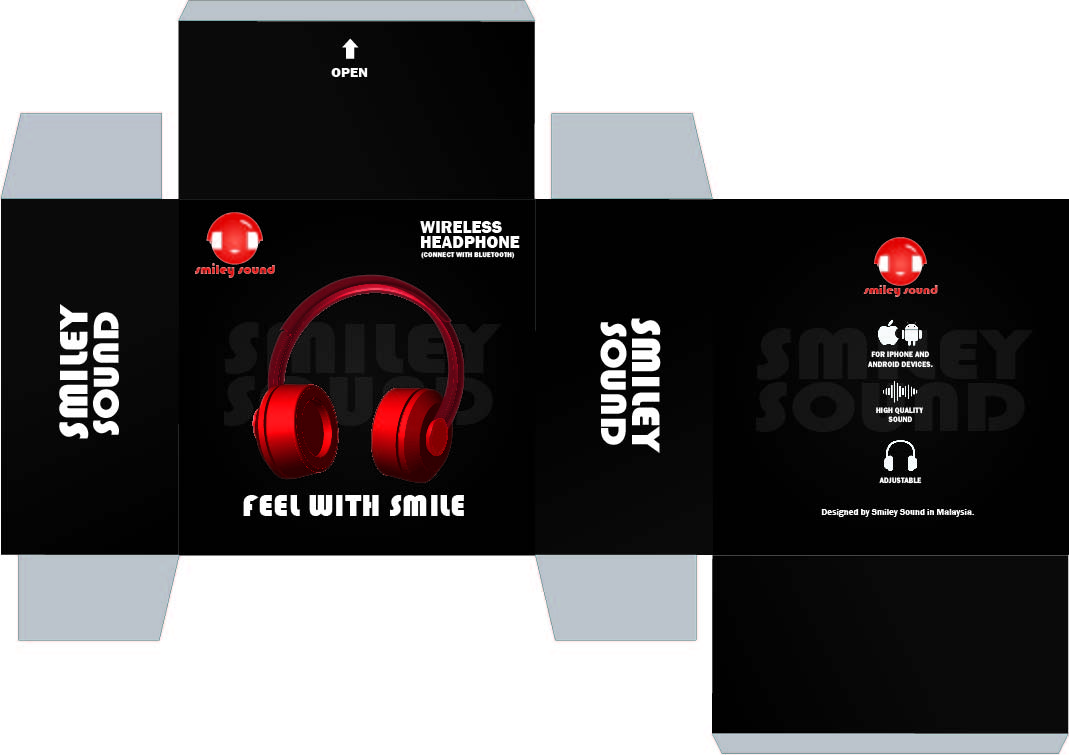 OPEN
SMILEY
SOUND
smiley sound
WIRELESS
HEADPHONE
(CONNECT WITH BLUETOOTH)
SMILEY
SOUND
FEEL WITH SMILE
SMILEY
SOUND
smiley sound
SMILEY
SOUND
FOR IPHONE AND
ANDROID DEVICES.
HIGH QUALITY
SOUND
ADJUSTABLE
Designed by Smiley Sound in Malaysia.